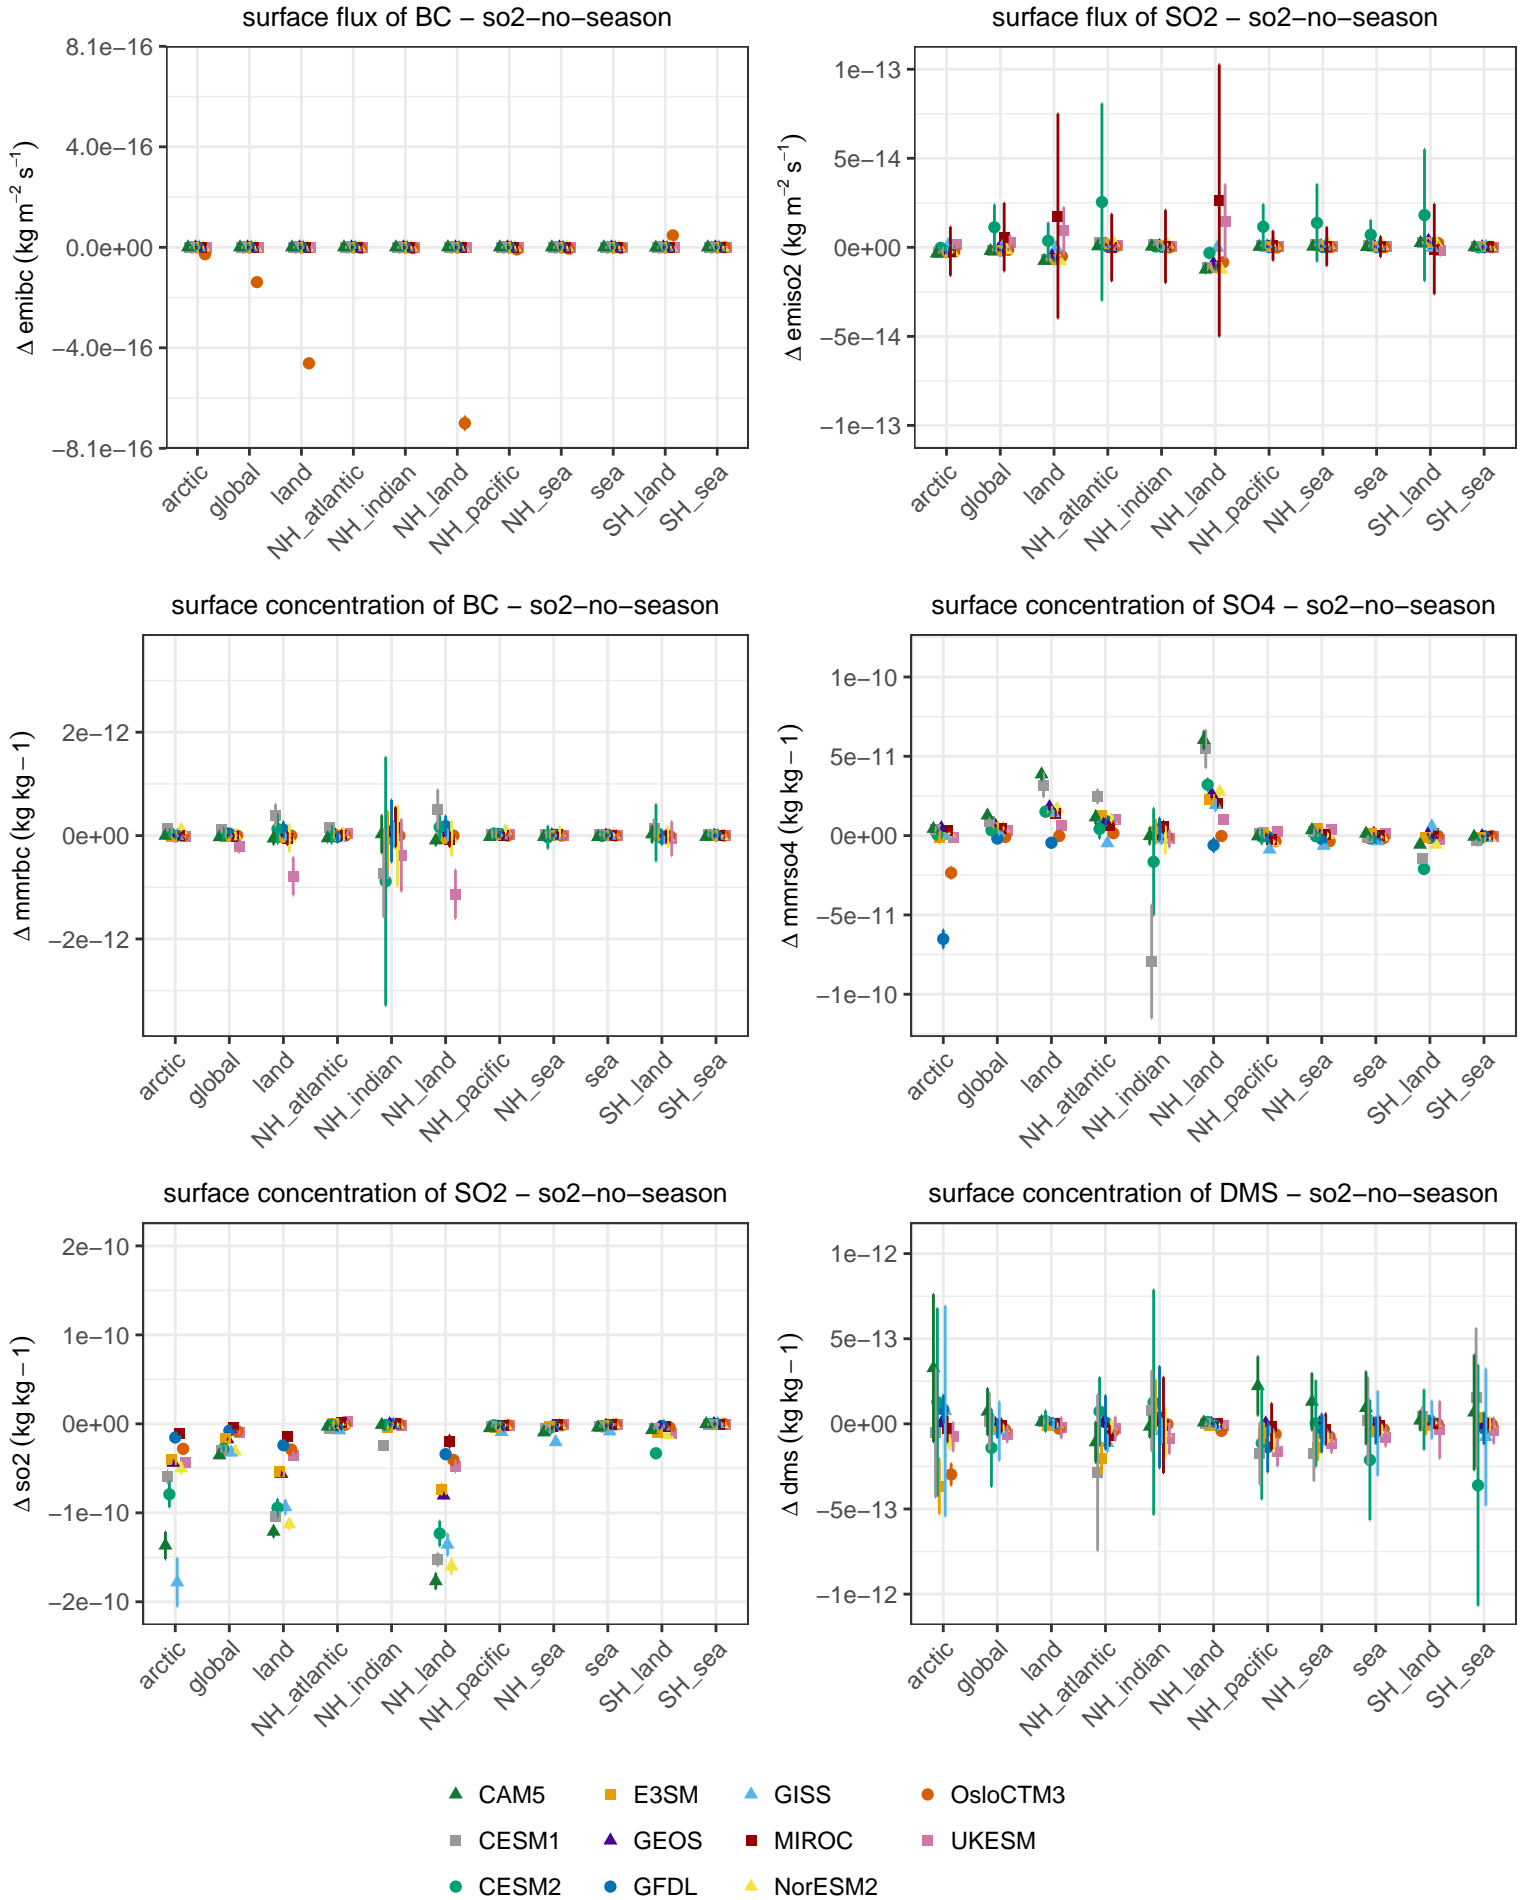 surface flux of BC − so2−no−season
8.1e−16
4.0e−16
0.0e+00
−4.0e−16
−8.1e−16
Δ emibc (kg m⁻² s⁻¹)
arctic
global
land
NH_atlantic
NH_indian
NH_land
NH_pacific
NH_sea
sea
SH_land
SH_sea
surface flux of SO2 − so2−no−season
1e−13
5e−14
0e+00
−5e−14
−1e−13
Δ emiso2 (kg m⁻² s⁻¹)
arctic
global
land
NH_atlantic
NH_indian
NH_land
NH_pacific
NH_sea
sea
SH_land
SH_sea
surface concentration of BC − so2−no−season
2e−12
0e+00
−2e−12
Δ mmrbc (kg kg − 1)
arctic
global
land
NH_atlantic
NH_indian
NH_land
NH_pacific
NH_sea
sea
SH_land
SH_sea
surface concentration of SO4 − so2−no−season
1e−10
5e−11
0e+00
−5e−11
−1e−10
Δ mmrso4 (kg kg − 1)
arctic
global
land
NH_atlantic
NH_indian
NH_land
NH_pacific
NH_sea
sea
SH_land
SH_sea
surface concentration of SO2 − so2−no−season
2e−10
1e−10
0e+00
−1e−10
−2e−10
Δ so2 (kg kg − 1)
arctic
global
land
NH_atlantic
NH_indian
NH_land
NH_pacific
NH_sea
sea
SH_land
SH_sea
surface concentration of DMS − so2−no−season
1e−12
5e−13
0e+00
−5e−13
−1e−12
Δ dms (kg kg − 1)
arctic
global
land
NH_atlantic
NH_indian
NH_land
NH_pacific
NH_sea
sea
SH_land
SH_sea
CAM5 E3SM GISS OsloCTM3
CESM1 GEOS MIROC UKESM
CESM2 GFDL NorESM2